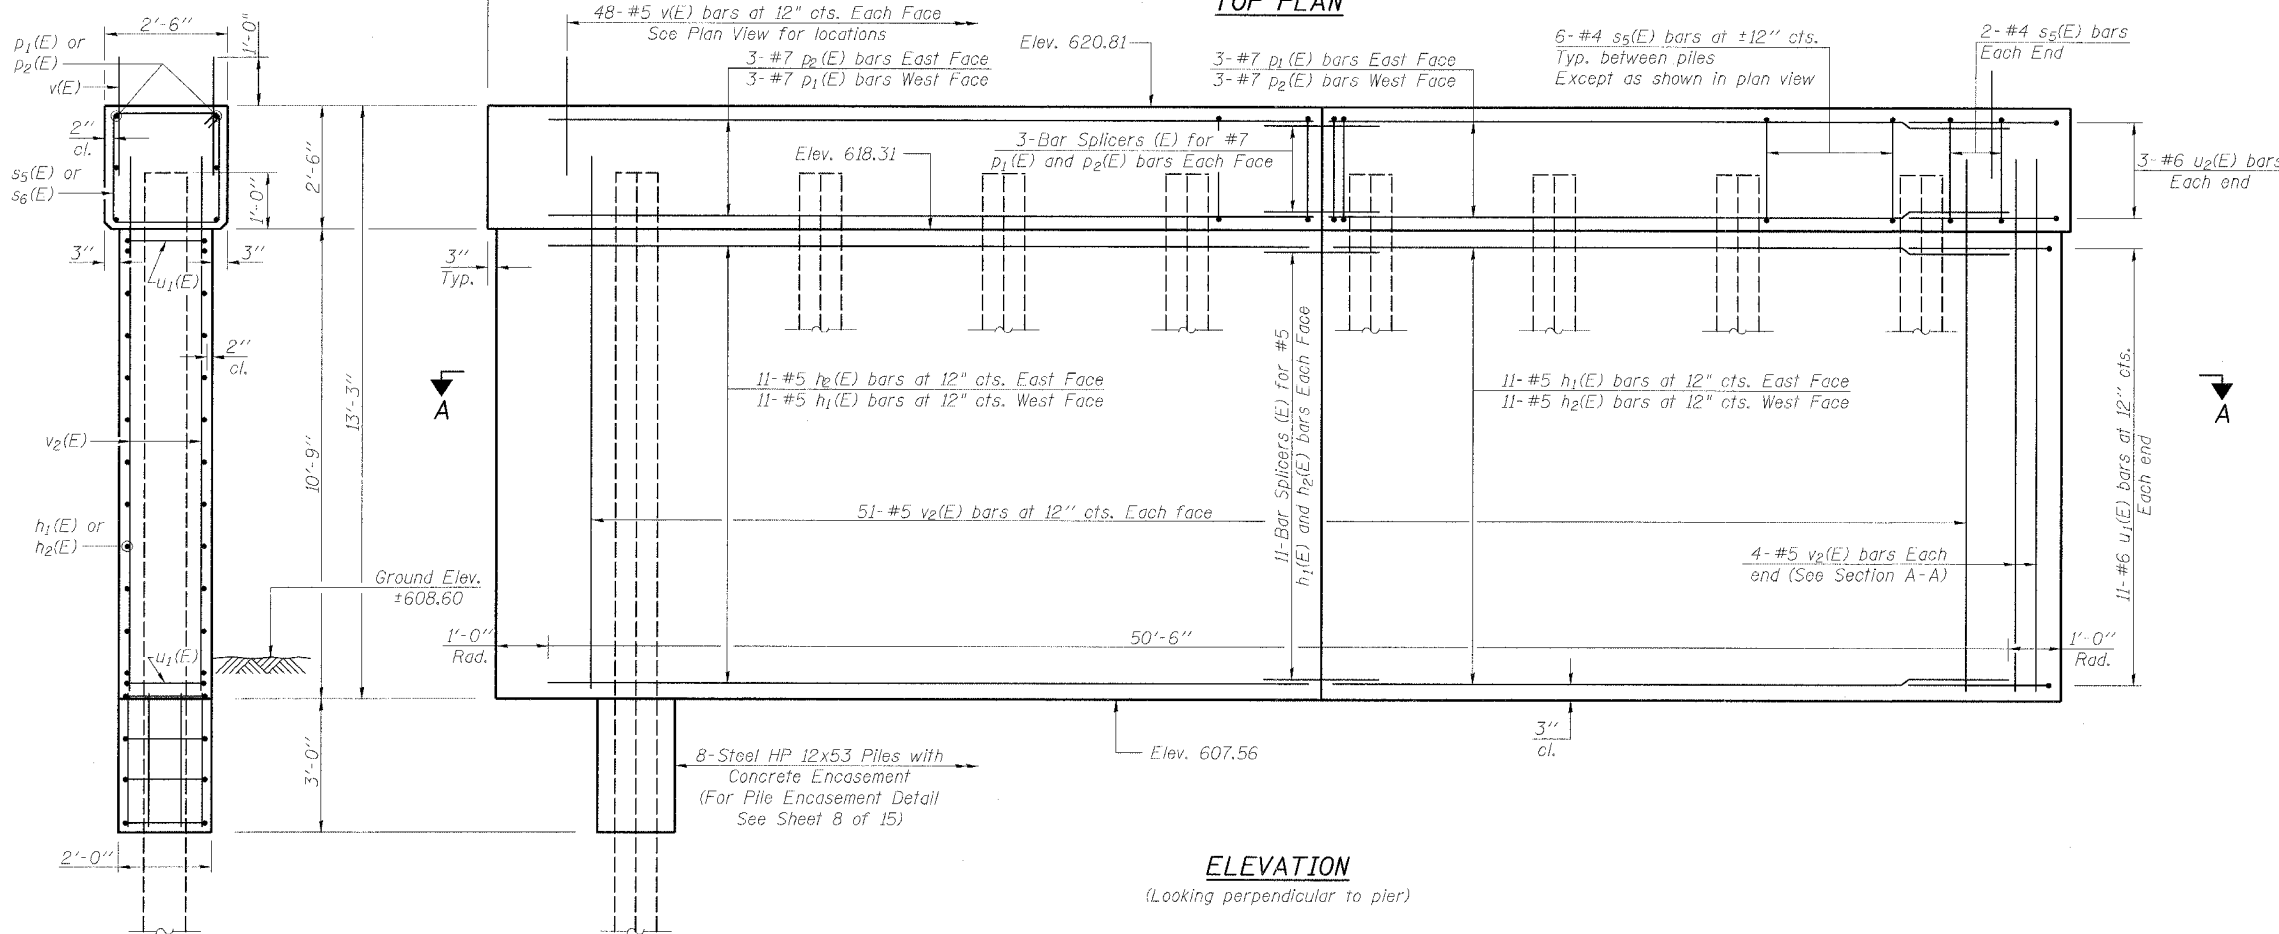 TOP PLAN
48-#5 v(E) bars at 12" cts. Each Face
See Plan View for locations
3-#7 p2(E) bars East Face
3-#7 p1(E) bars West Face
Elev. 620.81
3-#7 p1(E) bars East Face
3-#7 p2(E) bars West Face
6-#4 s5(E) bars at ±12" cts.
Typ. between piles
Except as shown in plan view
2-#4 s5(E) bars
Each End
2'-6"
1'-0"
p1(E) or
p2(E)
v(E)
2"
cl.
s5(E) or
s6(E)
1'-0"
2'-6"
3"
3"
u1(E)
3"
Typ.
Elev. 618.31
3-Bar Splicers (E) for #7
p1(E) and p2(E) bars Each Face
3-#6 u2(E) bars
Each end
2"
cl.
13'-3"
10'-9"
v2(E)
h1(E) or
h2(E)
A
11-#5 h2(E) bars at 12" cts. East Face
11-#5 h1(E) bars at 12" cts. West Face
11-Bar Splicers (E) for #5
h1(E) and h2(E) bars Each Face
11-#5 h1(E) bars at 12" cts. East Face
11-#5 h2(E) bars at 12" cts. West Face
11-#6 u1(E) bars at 12" cts.
Each end
A
51-#5 v2(E) bars at 12" cts. Each face
4-#5 v2(E) bars Each
end (See Section A-A)
Ground Elev.
±608.60
u1(E)
1'-0"
Rad.
50'-6"
1'-0"
Rad.
3'-0"
2'-0"
8-Steel HP 12x53 Piles with
Concrete Encasement
(For Pile Encasement Detail
See Sheet 8 of 15)
Elev. 607.56
3"
cl.
ELEVATION
(Looking perpendicular to pier)